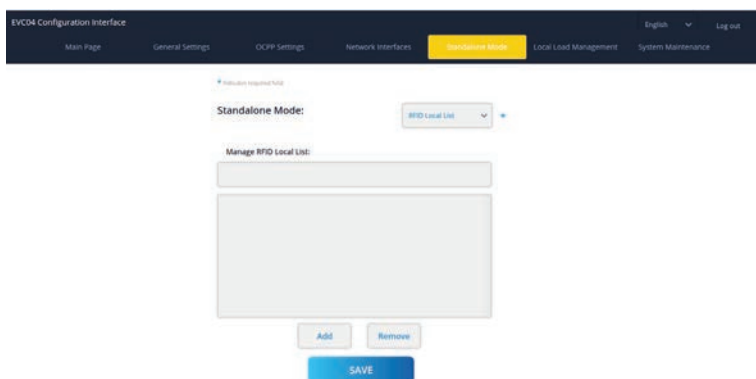 EVC04 Configuration Interface
English
Log out
Main Page
General Settings
OCPP Settings
Network Interfaces
Standalone Mode
Local Load Management
System Maintenance
* Indicates required field.
Standalone Mode:
RFID Local List
*
Manage RFID Local List:
Add
Remove
SAVE